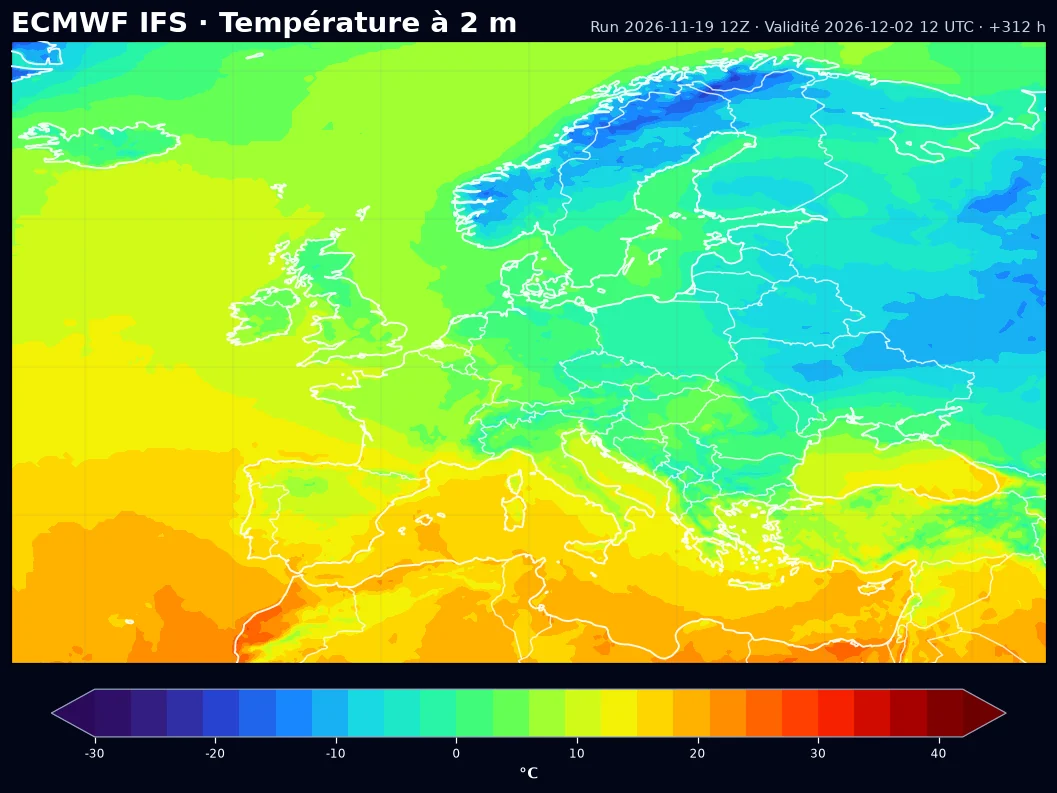 ECMWF IFS · Température à 2 m
Run 2026-11-19 12Z · Validité 2026-12-02 12 UTC · +312 h
-30 -20 -10 0 10 20 30 40
°C